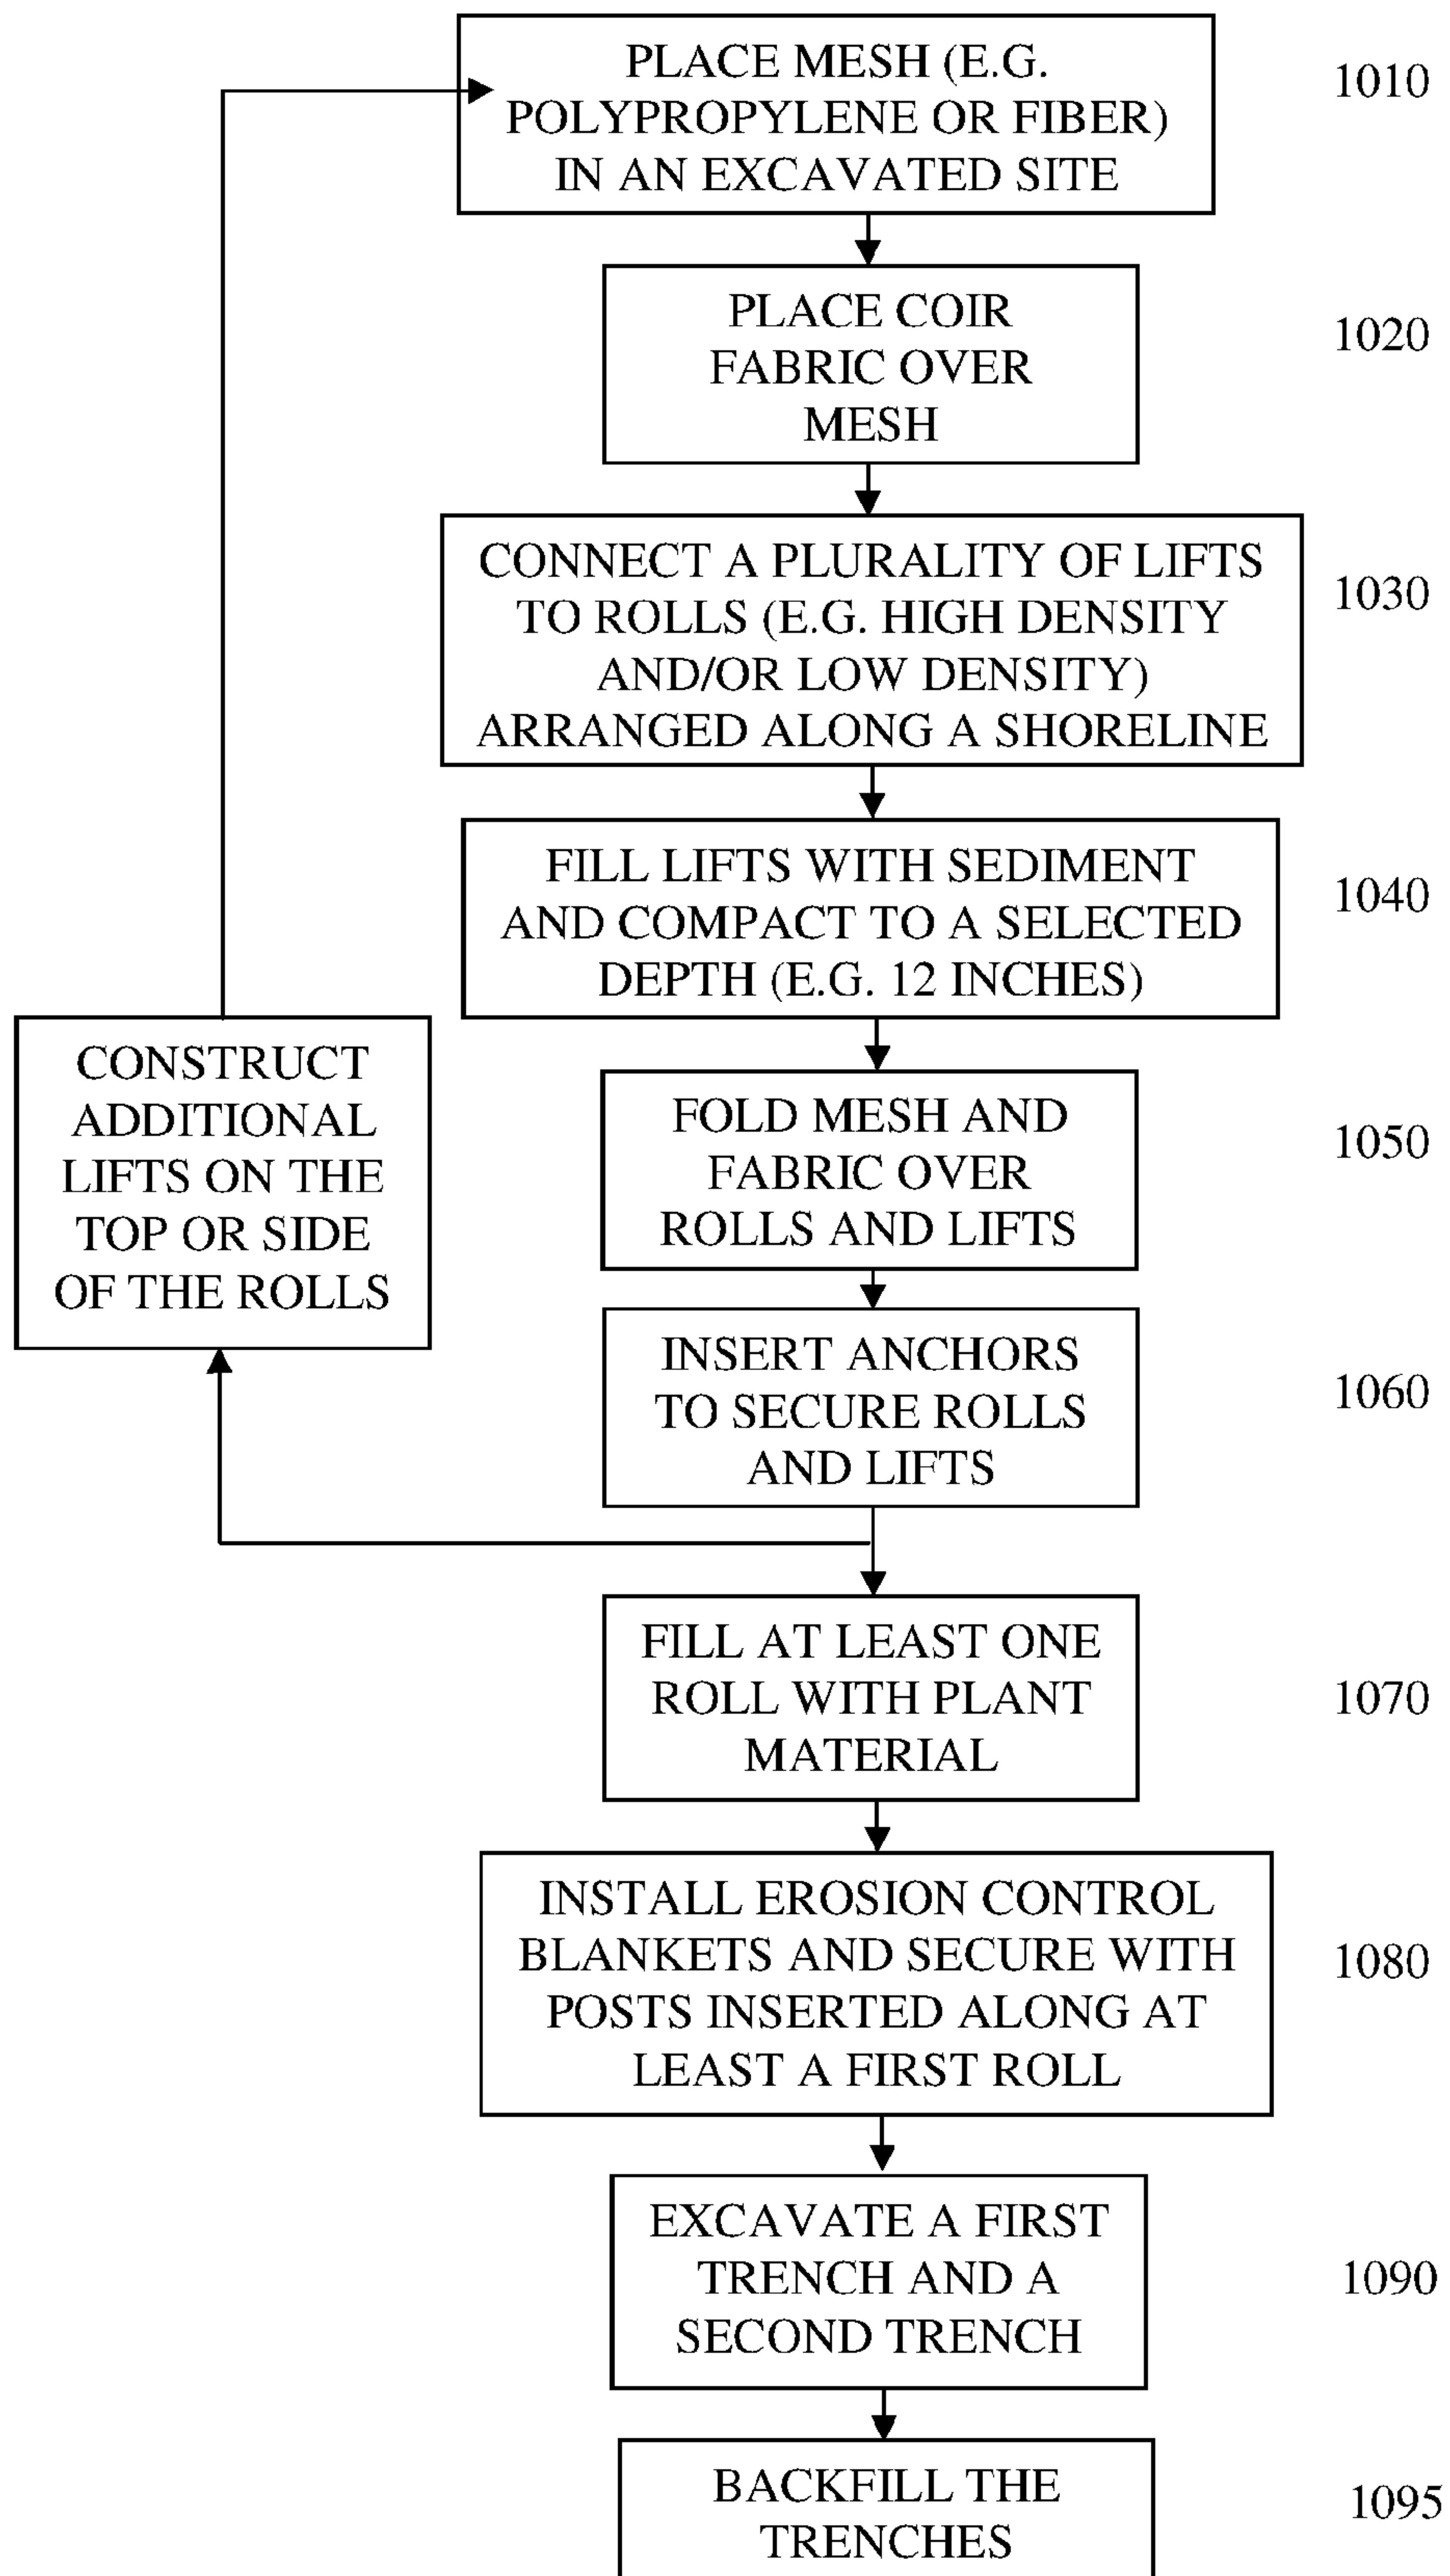 PLACE MESH (E.G.
POLYPROPYLENE OR FIBER)
IN AN EXCAVATED SITE
1010
PLACE COIR
FABRIC OVER
MESH
1020
CONNECT A PLURALITY OF LIFTS
TO ROLLS (E.G. HIGH DENSITY
AND/OR LOW DENSITY)
ARRANGED ALONG A SHORELINE
1030
FILL LIFTS WITH SEDIMENT
AND COMPACT TO A SELECTED
DEPTH (E.G. 12 INCHES)
1040
FOLD MESH AND
FABRIC OVER
ROLLS AND LIFTS
1050
INSERT ANCHORS
TO SECURE ROLLS
AND LIFTS
1060
CONSTRUCT
ADDITIONAL
LIFTS ON THE
TOP OR SIDE
OF THE ROLLS
FILL AT LEAST ONE
ROLL WITH PLANT
MATERIAL
1070
INSTALL EROSION CONTROL
BLANKETS AND SECURE WITH
POSTS INSERTED ALONG AT
LEAST A FIRST ROLL
1080
EXCAVATE A FIRST
TRENCH AND A
SECOND TRENCH
1090
BACKFILL THE
TRENCHES
1095